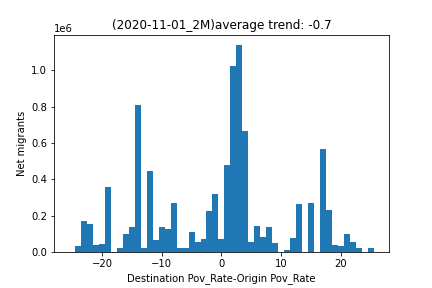 (2020-11-01_2M)average trend: -0.7
1e6
1.0
0.8
0.6
0.4
0.2
0.0
Net migrants
−20 −10 0 10 20
Destination Pov_Rate-Origin Pov_Rate